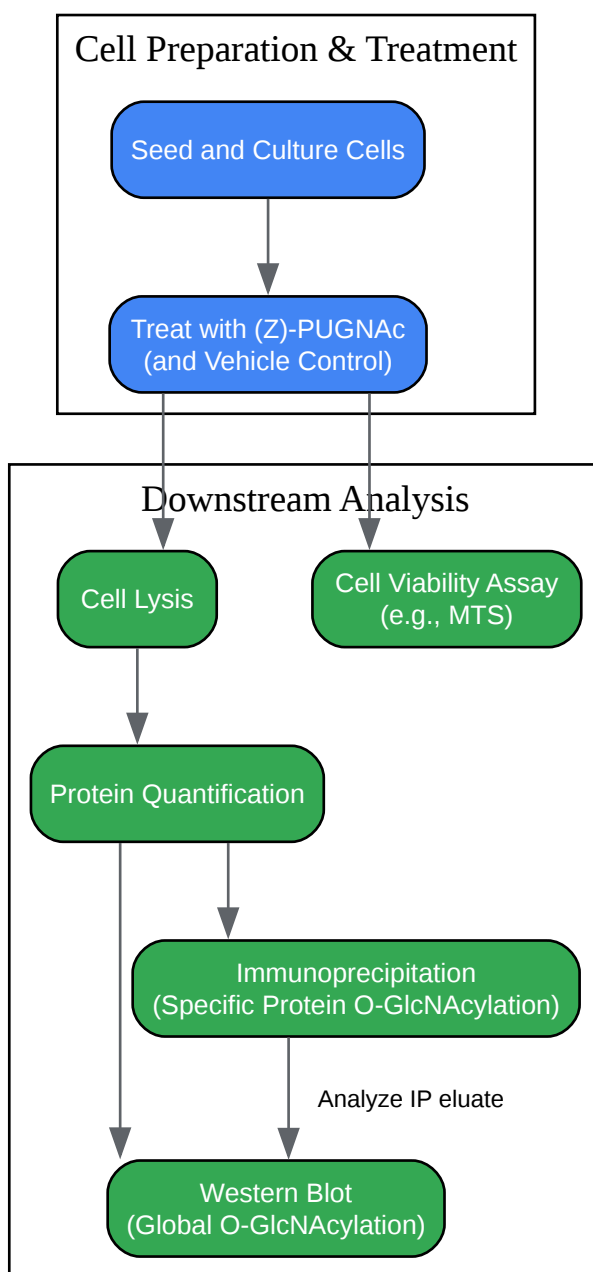 Cell Preparation & Treatment
Seed and Culture Cells
Treat with (Z)-PUGNAc
(and Vehicle Control)
Downstream Analysis
Cell Lysis
Cell Viability Assay
(e.g., MTS)
Protein Quantification
Immunoprecipitation
(Specific Protein O-GlcNAcylation)
Analyze IP eluate
Western Blot
(Global O-GlcNAcylation)